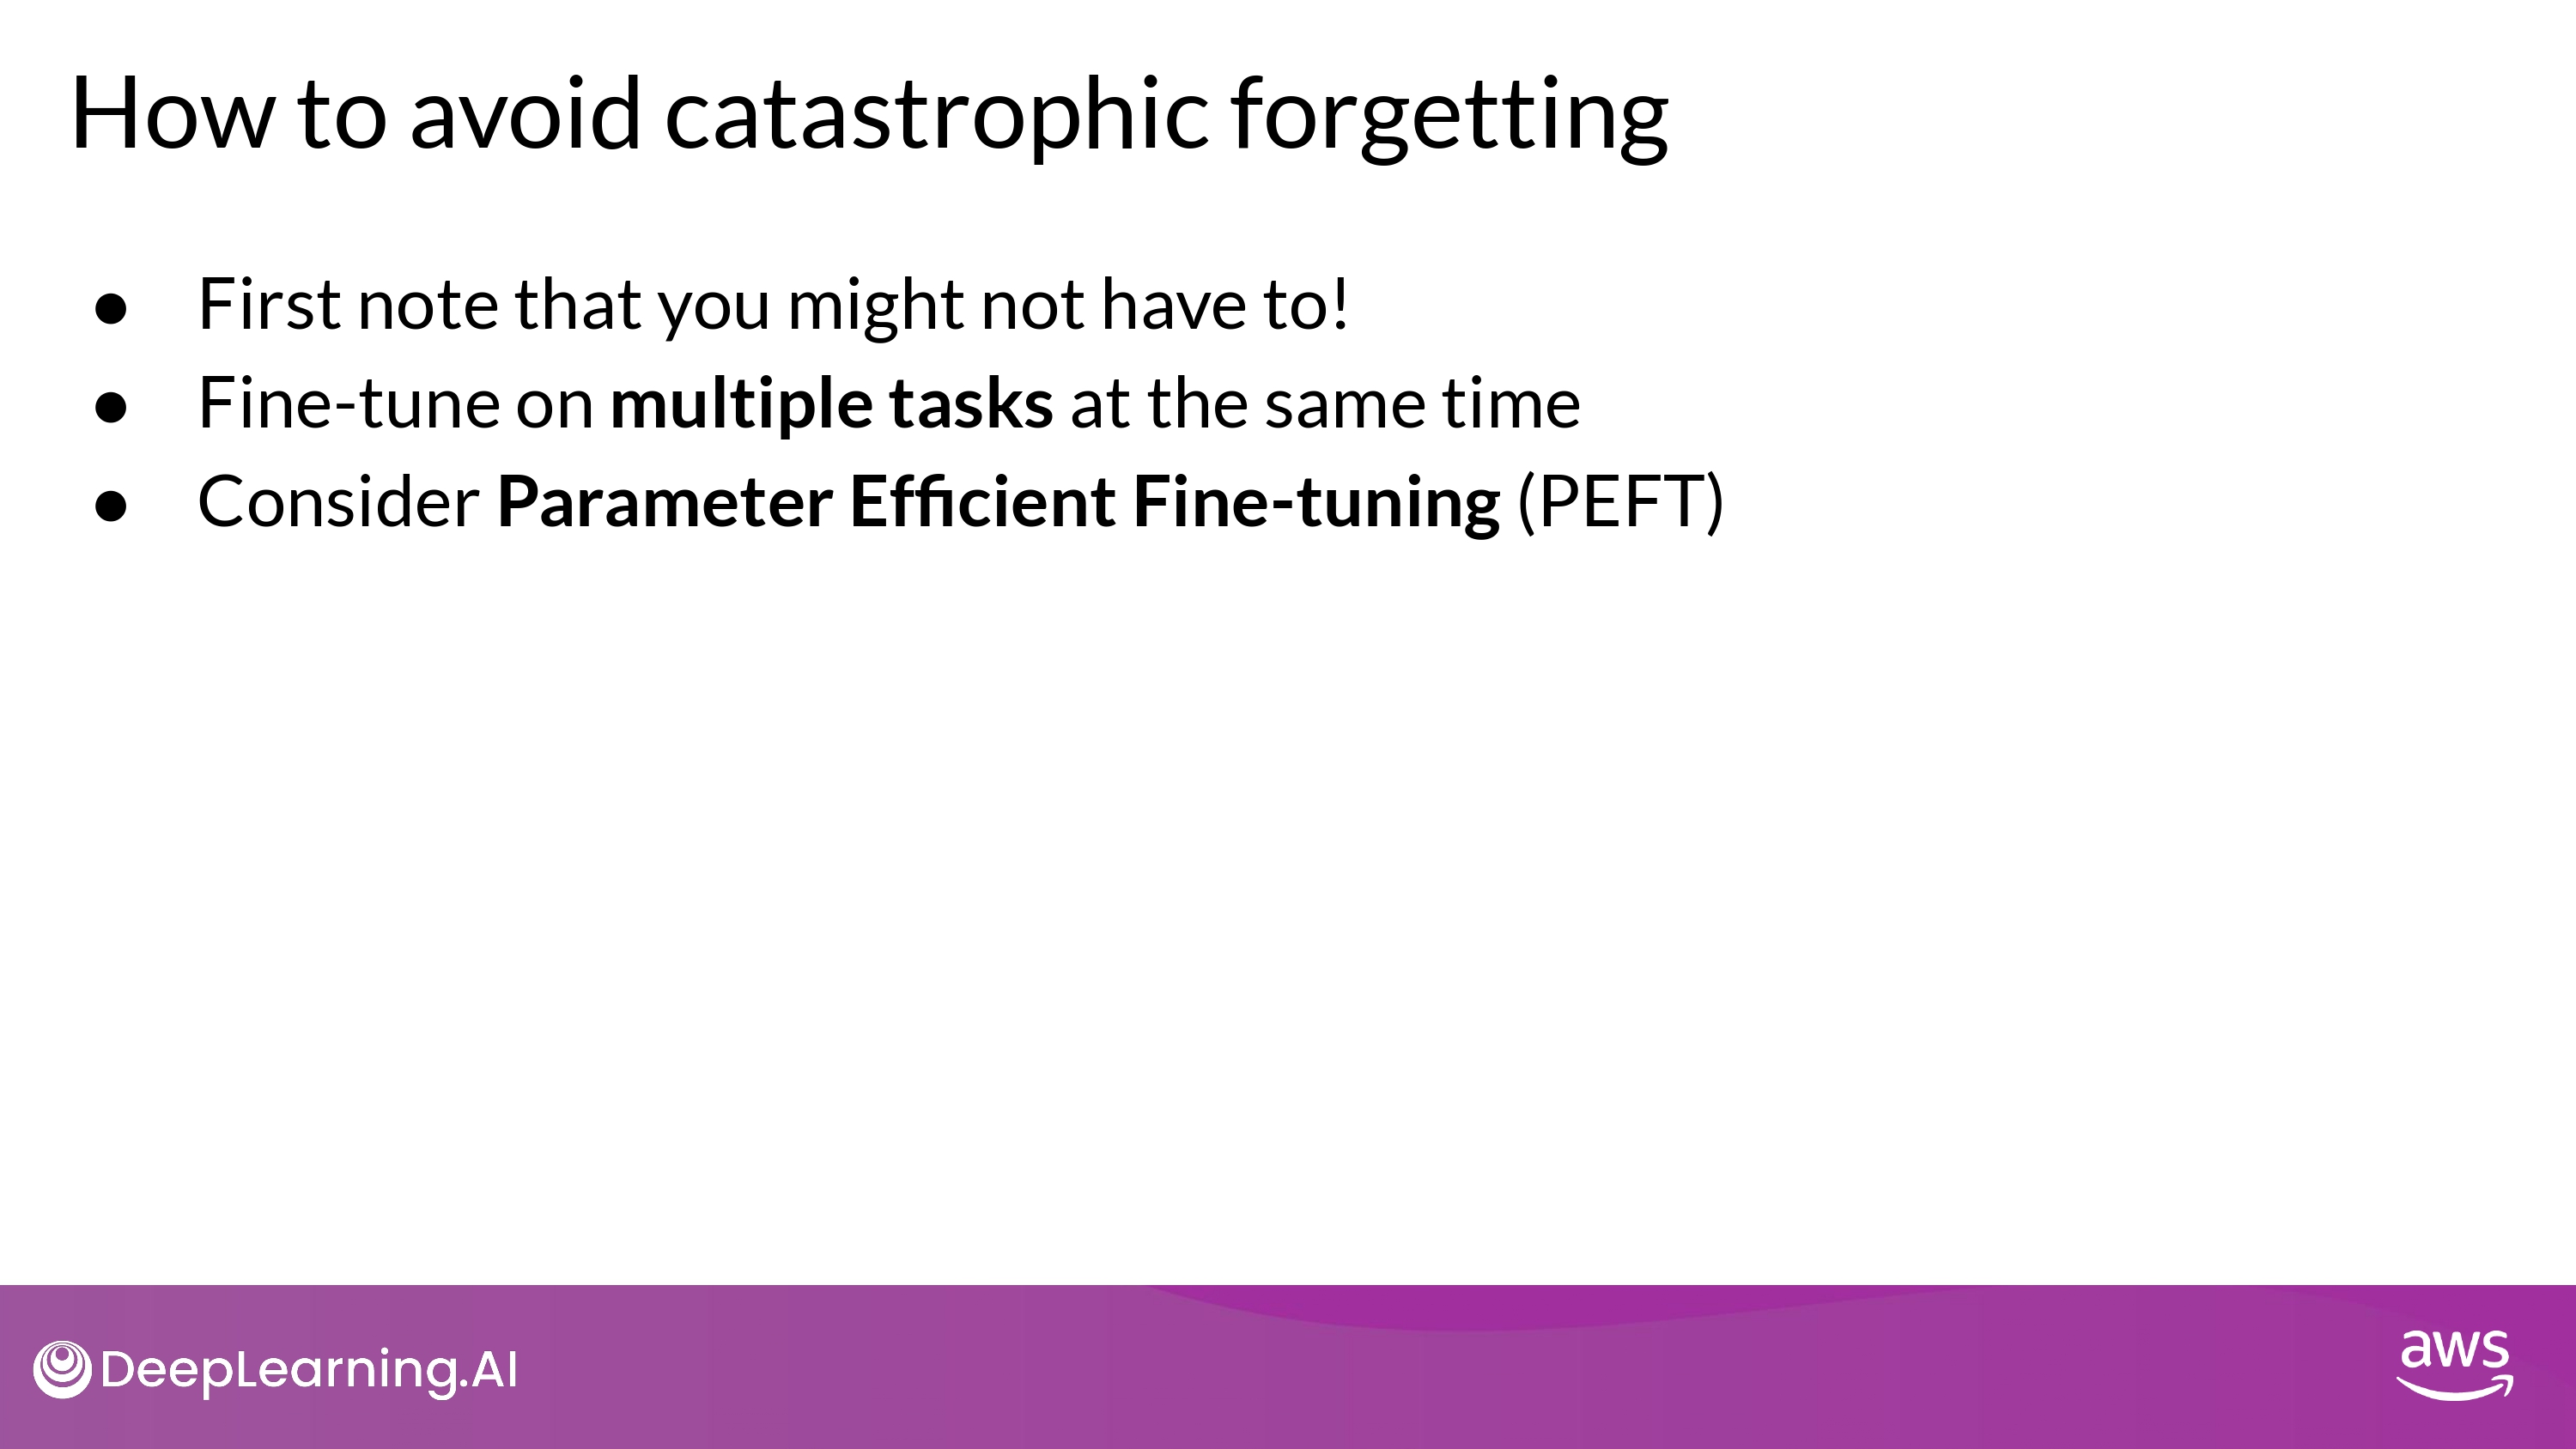 How to avoid catastrophic forgetting
● First note that you might not have to!
● Fine-tune on multiple tasks at the same time
● Consider Parameter Efficient Fine-tuning (PEFT)
DeepLearning.AI
aws